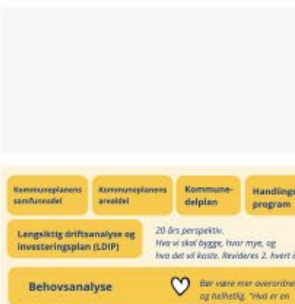 Kommuneplanens
samfunnsdel
Kommuneplanens
arealdel
Kommune-
delplan
Handlings
program
Langsiktig driftsanalyse og
investeringsplan (LDIP)
20 års perspektiv.
Hva vi skal bygge, hvor mye, og
hva det vil koste. Revideres 2. hvert å
Behovsanalyse
Bør være mer overordne
og helhetlig. "Hva er en